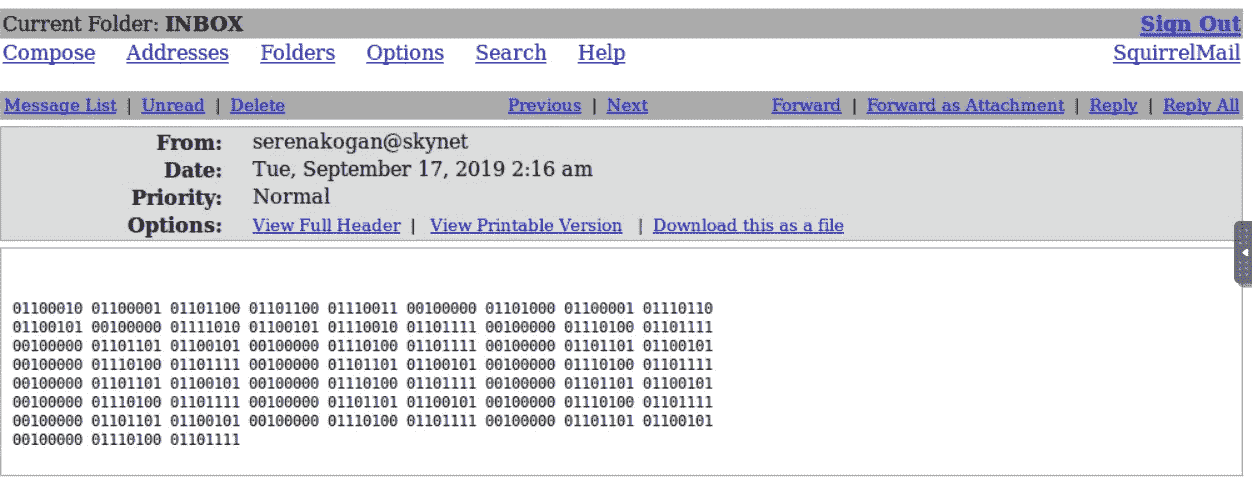 Current Folder: INBOX Sign Out
Compose Addresses Folders Options Search Help SquirrelMail
Message List | Unread | Delete Previous | Next Forward | Forward as Attachment | Reply | Reply All
From: serenakogan@skynet
Date: Tue, September 17, 2019 2:16 am
Priority: Normal
Options: View Full Header | View Printable Version | Download this as a file
01100010 01100001 01101100 01101100 01110011 00100000 01101000 01100001 01110110
01100101 00100000 01111010 01100101 01110010 01101111 00100000 01110100 01101111
00100000 01101101 01100101 00100000 01110100 01101111 00100000 01101101 01100101
00100000 01110100 01101111 00100000 01101101 01100101 00100000 01110100 01101111
00100000 01101101 01100101 00100000 01110100 01101111 00100000 01101101 01100101
00100000 01110100 01101111 00100000 01101101 01100101 00100000 01110100 01101111
00100000 01101101 01100101 00100000 01110100 01101111 00100000 01101101 01100101
00100000 01110100 01101111